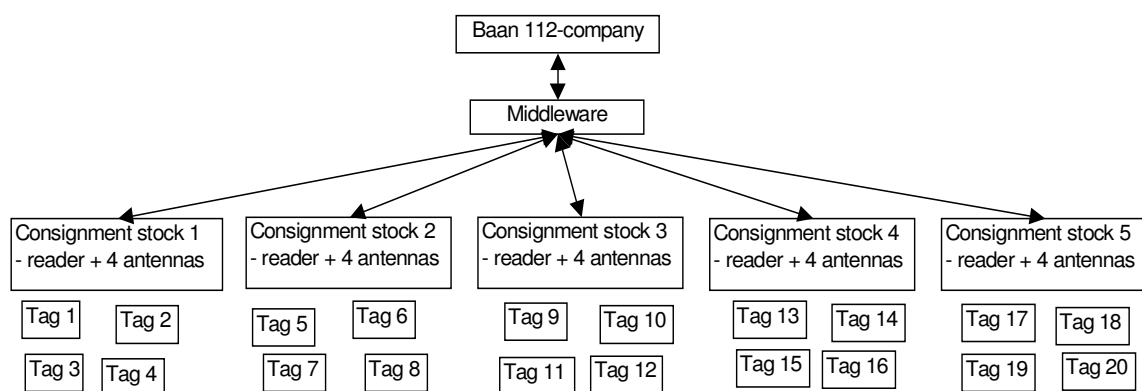 Baan 112-company
Middleware
Consignment stock 1
- reader + 4 antennas
Consignment stock 2
- reader + 4 antennas
Consignment stock 3
- reader + 4 antennas
Consignment stock 4
- reader + 4 antennas
Consignment stock 5
- reader + 4 antennas
Tag 1
Tag 2
Tag 3
Tag 4
Tag 5
Tag 6
Tag 7
Tag 8
Tag 9
Tag 10
Tag 11
Tag 12
Tag 13
Tag 14
Tag 15
Tag 16
Tag 17
Tag 18
Tag 19
Tag 20